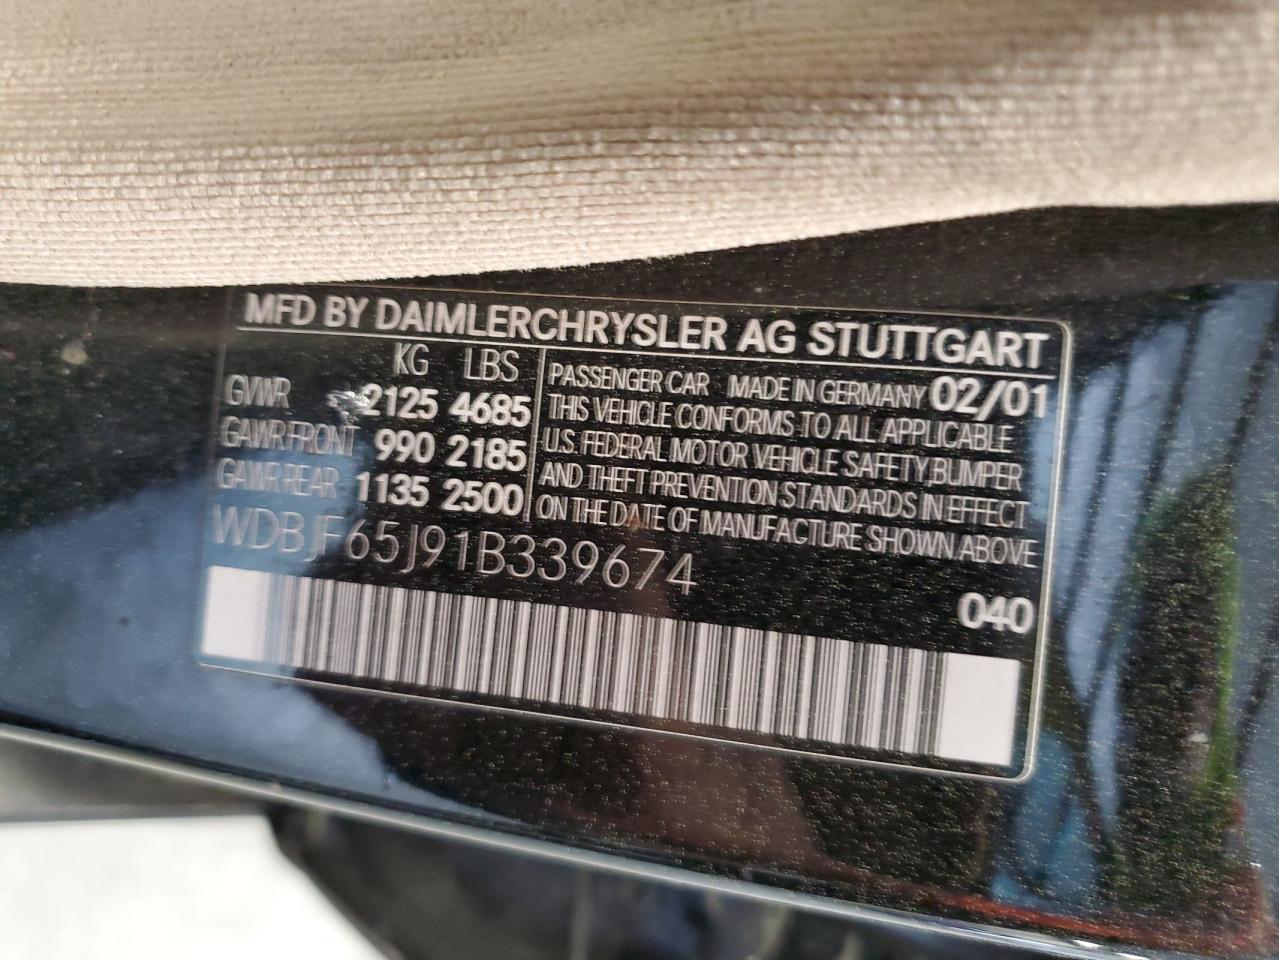 MFD BY DAIMLERCHRYSLER AG STUTTGART
KG LBS
GVWR 2125 4685
GAWR FRONT 990 2185
GAWR REAR 1135 2500
PASSENGER CAR MADE IN GERMANY 02/01
THIS VEHICLE CONFORMS TO ALL APPLICABLE
U.S. FEDERAL MOTOR VEHICLE SAFETY, BUMPER
AND THEFT PREVENTION STANDARDS IN EFFECT
ON THE DATE OF MANUFACTURE SHOWN ABOVE
WDBJF65J91B339674
040